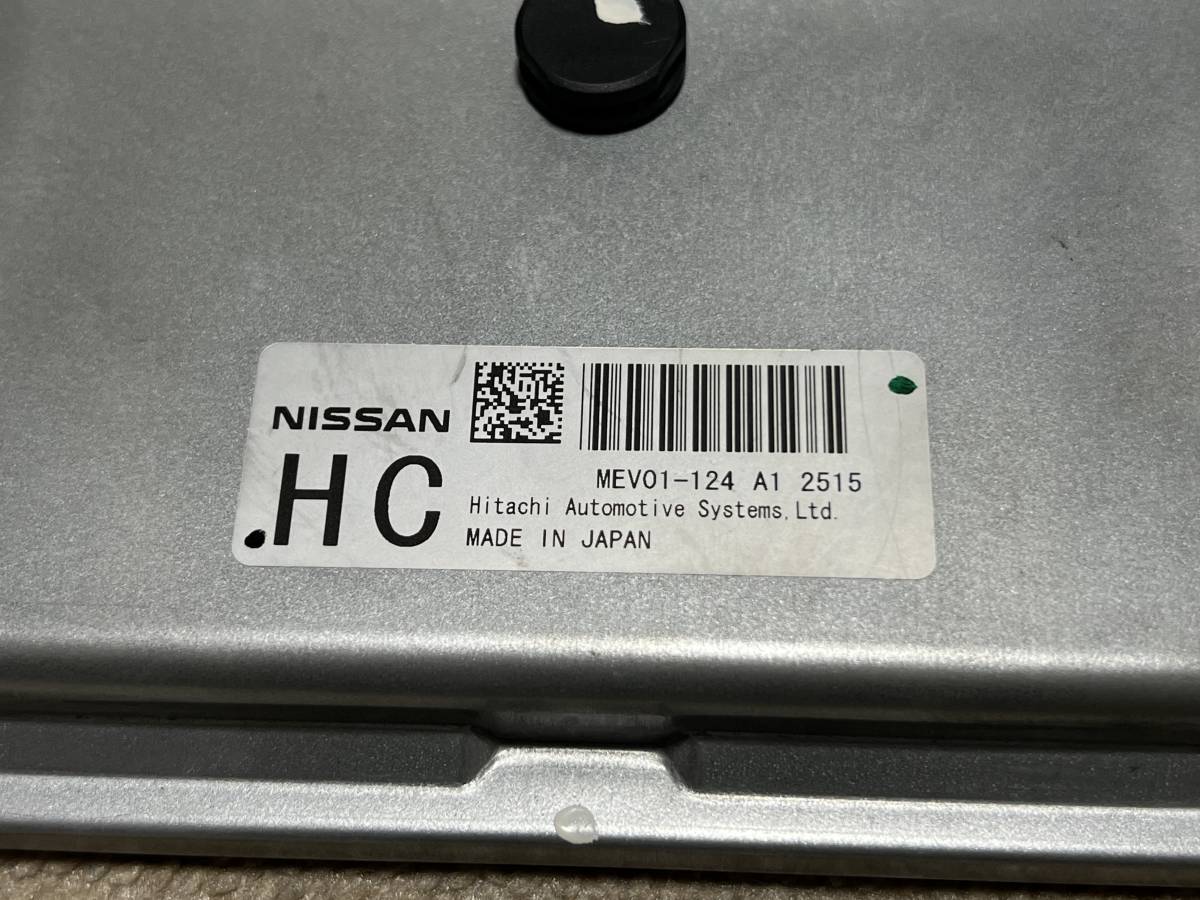 NISSAN
HC
MEV01-124 A1 2515
Hitachi Automotive Systems, Ltd.
MADE IN JAPAN